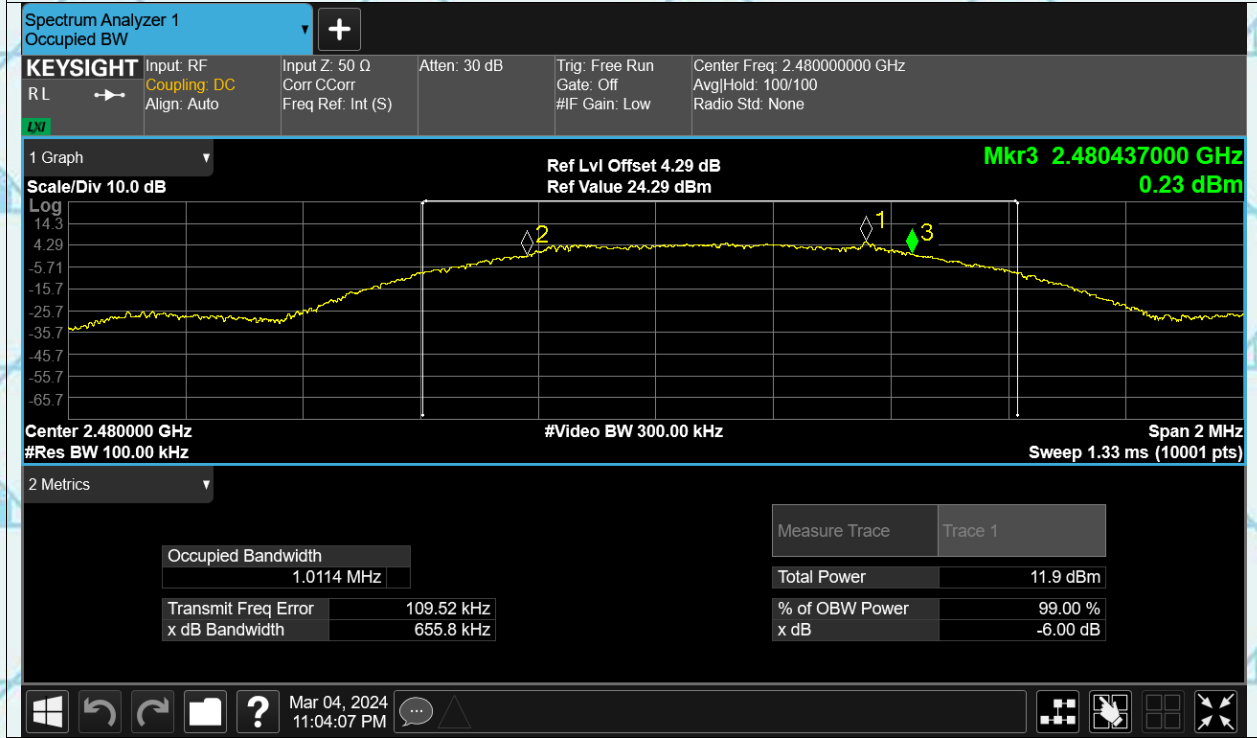 Spectrum Analyzer 1
Occupied BW
KEYSIGHT
R L
LXI
Input: RF
Coupling: DC
Align: Auto
Input Z: 50 Ω
Corr CCorr
Freq Ref: Int (S)
Atten: 30 dB
Trig: Free Run
Gate: Off
#IF Gain: Low
Center Freq: 2.480000000 GHz
Avg|Hold: 100/100
Radio Std: None
1 Graph
Scale/Div 10.0 dB
Ref Lvl Offset 4.29 dB
Ref Value 24.29 dBm
Mkr3 2.480437000 GHz
0.23 dBm
Log
14.3
4.29
-5.71
-15.7
-25.7
-35.7
-45.7
-55.7
-65.7
2
1
3
Center 2.480000 GHz
#Video BW 300.00 kHz
Span 2 MHz
#Res BW 100.00 kHz
Sweep 1.33 ms (10001 pts)
2 Metrics
Measure Trace Trace 1
Occupied Bandwidth
1.0114 MHz
Total Power 11.9 dBm
Transmit Freq Error 109.52 kHz
% of OBW Power 99.00 %
x dB Bandwidth 655.8 kHz
x dB -6.00 dB
?
Mar 04, 2024
11:04:07 PM